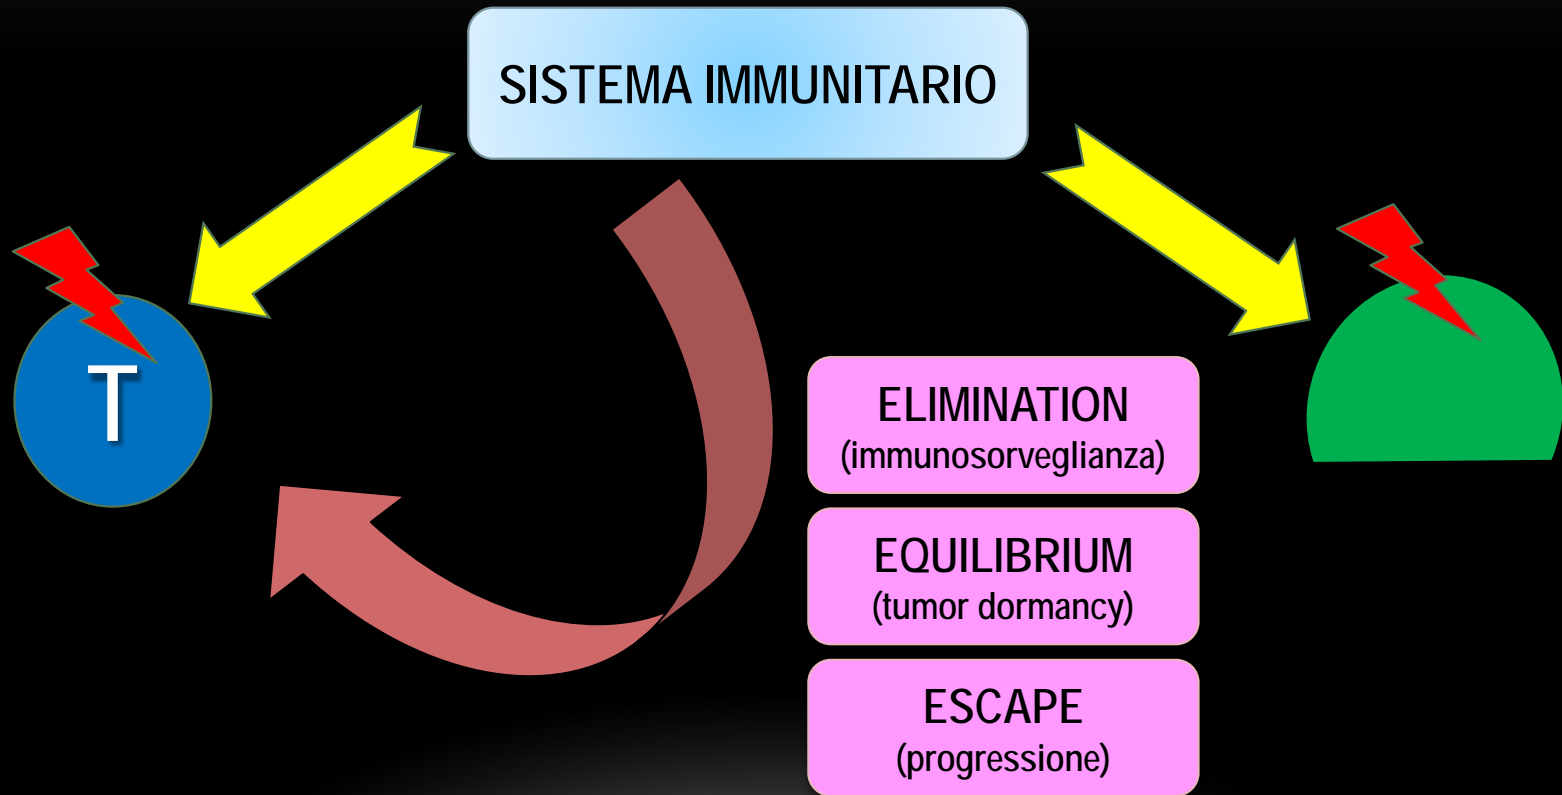 SISTEMA IMMUNITARIO
T
ELIMINATION
(immunosorveglianza)
EQUILIBRIUM
(tumor dormancy)
ESCAPE
(progressione)